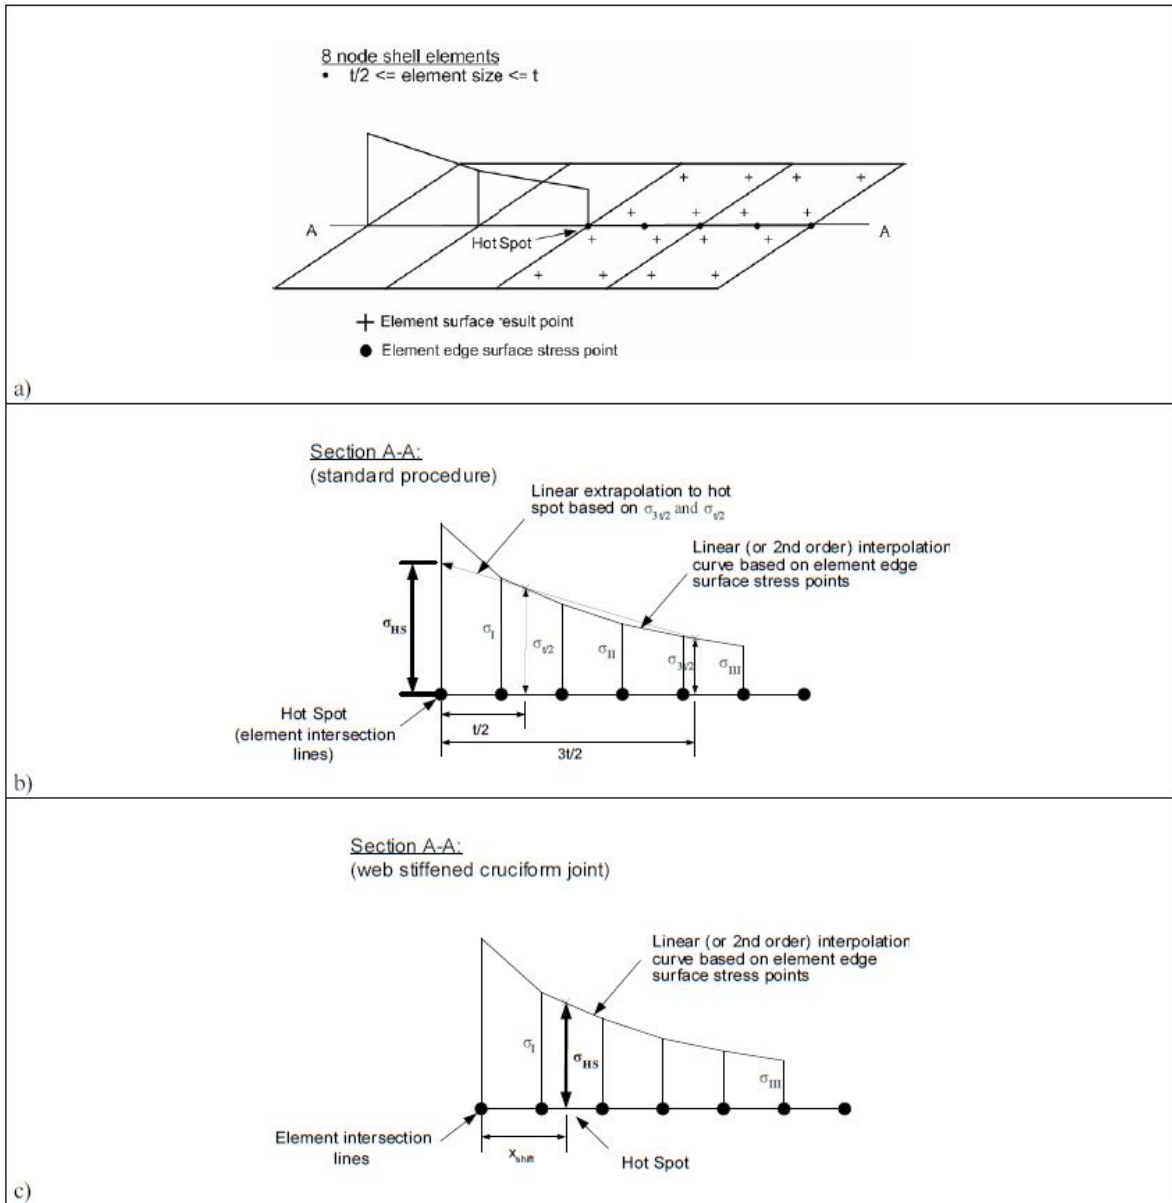 8 node shell elements
• t/2 <= element size <= t
A
A
Hot Spot
+ Element surface result point
● Element edge surface stress point
a)
Section A-A:
(standard procedure)
Linear extrapolation to hot
spot based on σ3t/2 and σt/2
Linear (or 2nd order) interpolation
curve based on element edge
surface stress points
σHS
σI
σt/2
σII
σ3t/2
σIII
Hot Spot
(element intersection
lines)
t/2
3t/2
b)
Section A-A:
(web stiffened cruciform joint)
Linear (or 2nd order) interpolation
curve based on element edge
surface stress points
σI
σHS
σIII
Element intersection
lines
xshift
Hot Spot
c)